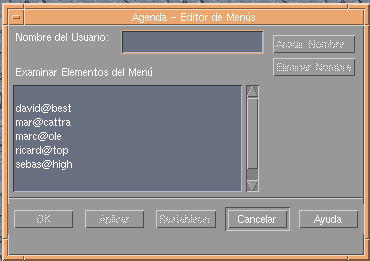 Agenda – Editor de Menús
Nombre del Usuario:
Añadir Nombre
Eliminar Nombre
Examinar Elementos del Menú
david@best
mar@cattra
marc@ole
ricard@top
sebas@high
OK Aplicar Restablecer Cancelar Ayuda